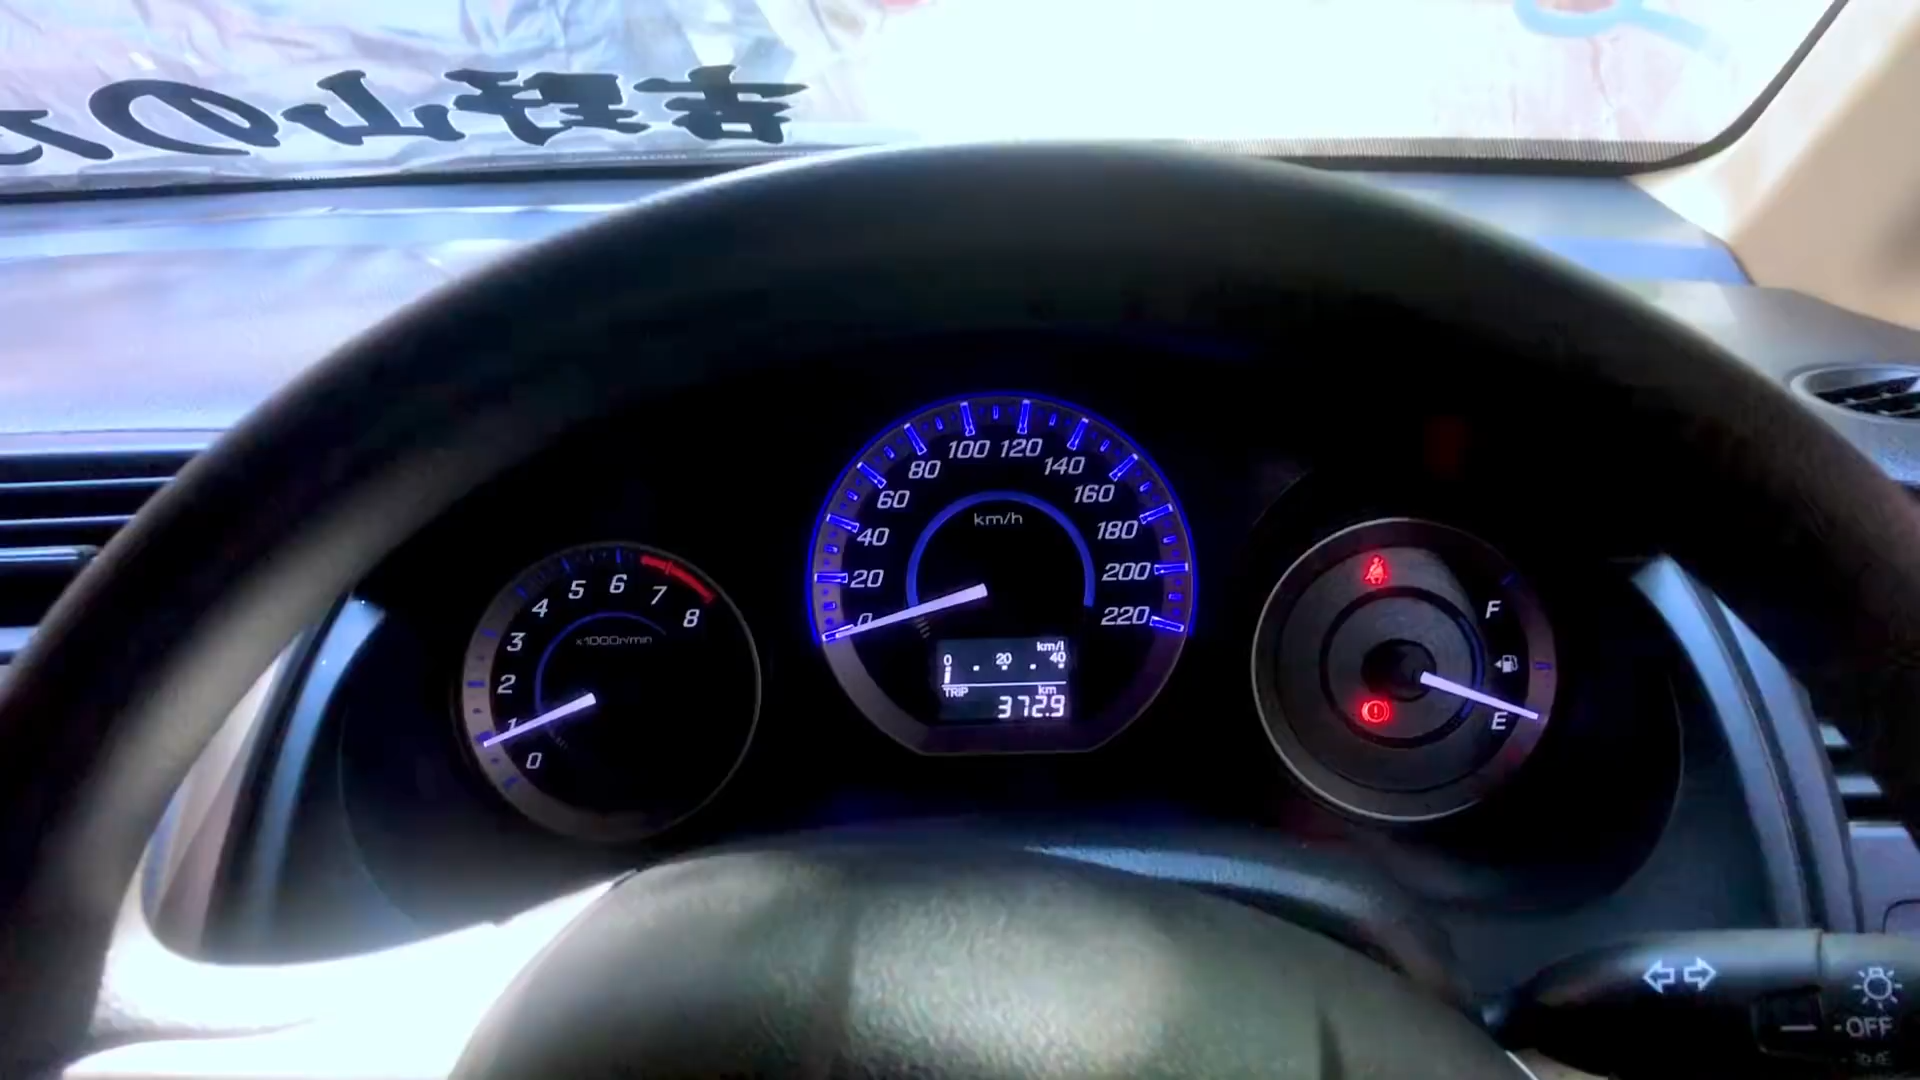 吉野山の
100 120
80 140
60 160
40 km/h 180
20 200
0 220
km/l
0 20 40
TRIP km
372.9
5 6 7
4 8
3 x1000r/min
2
1
0
F
E
-OFF